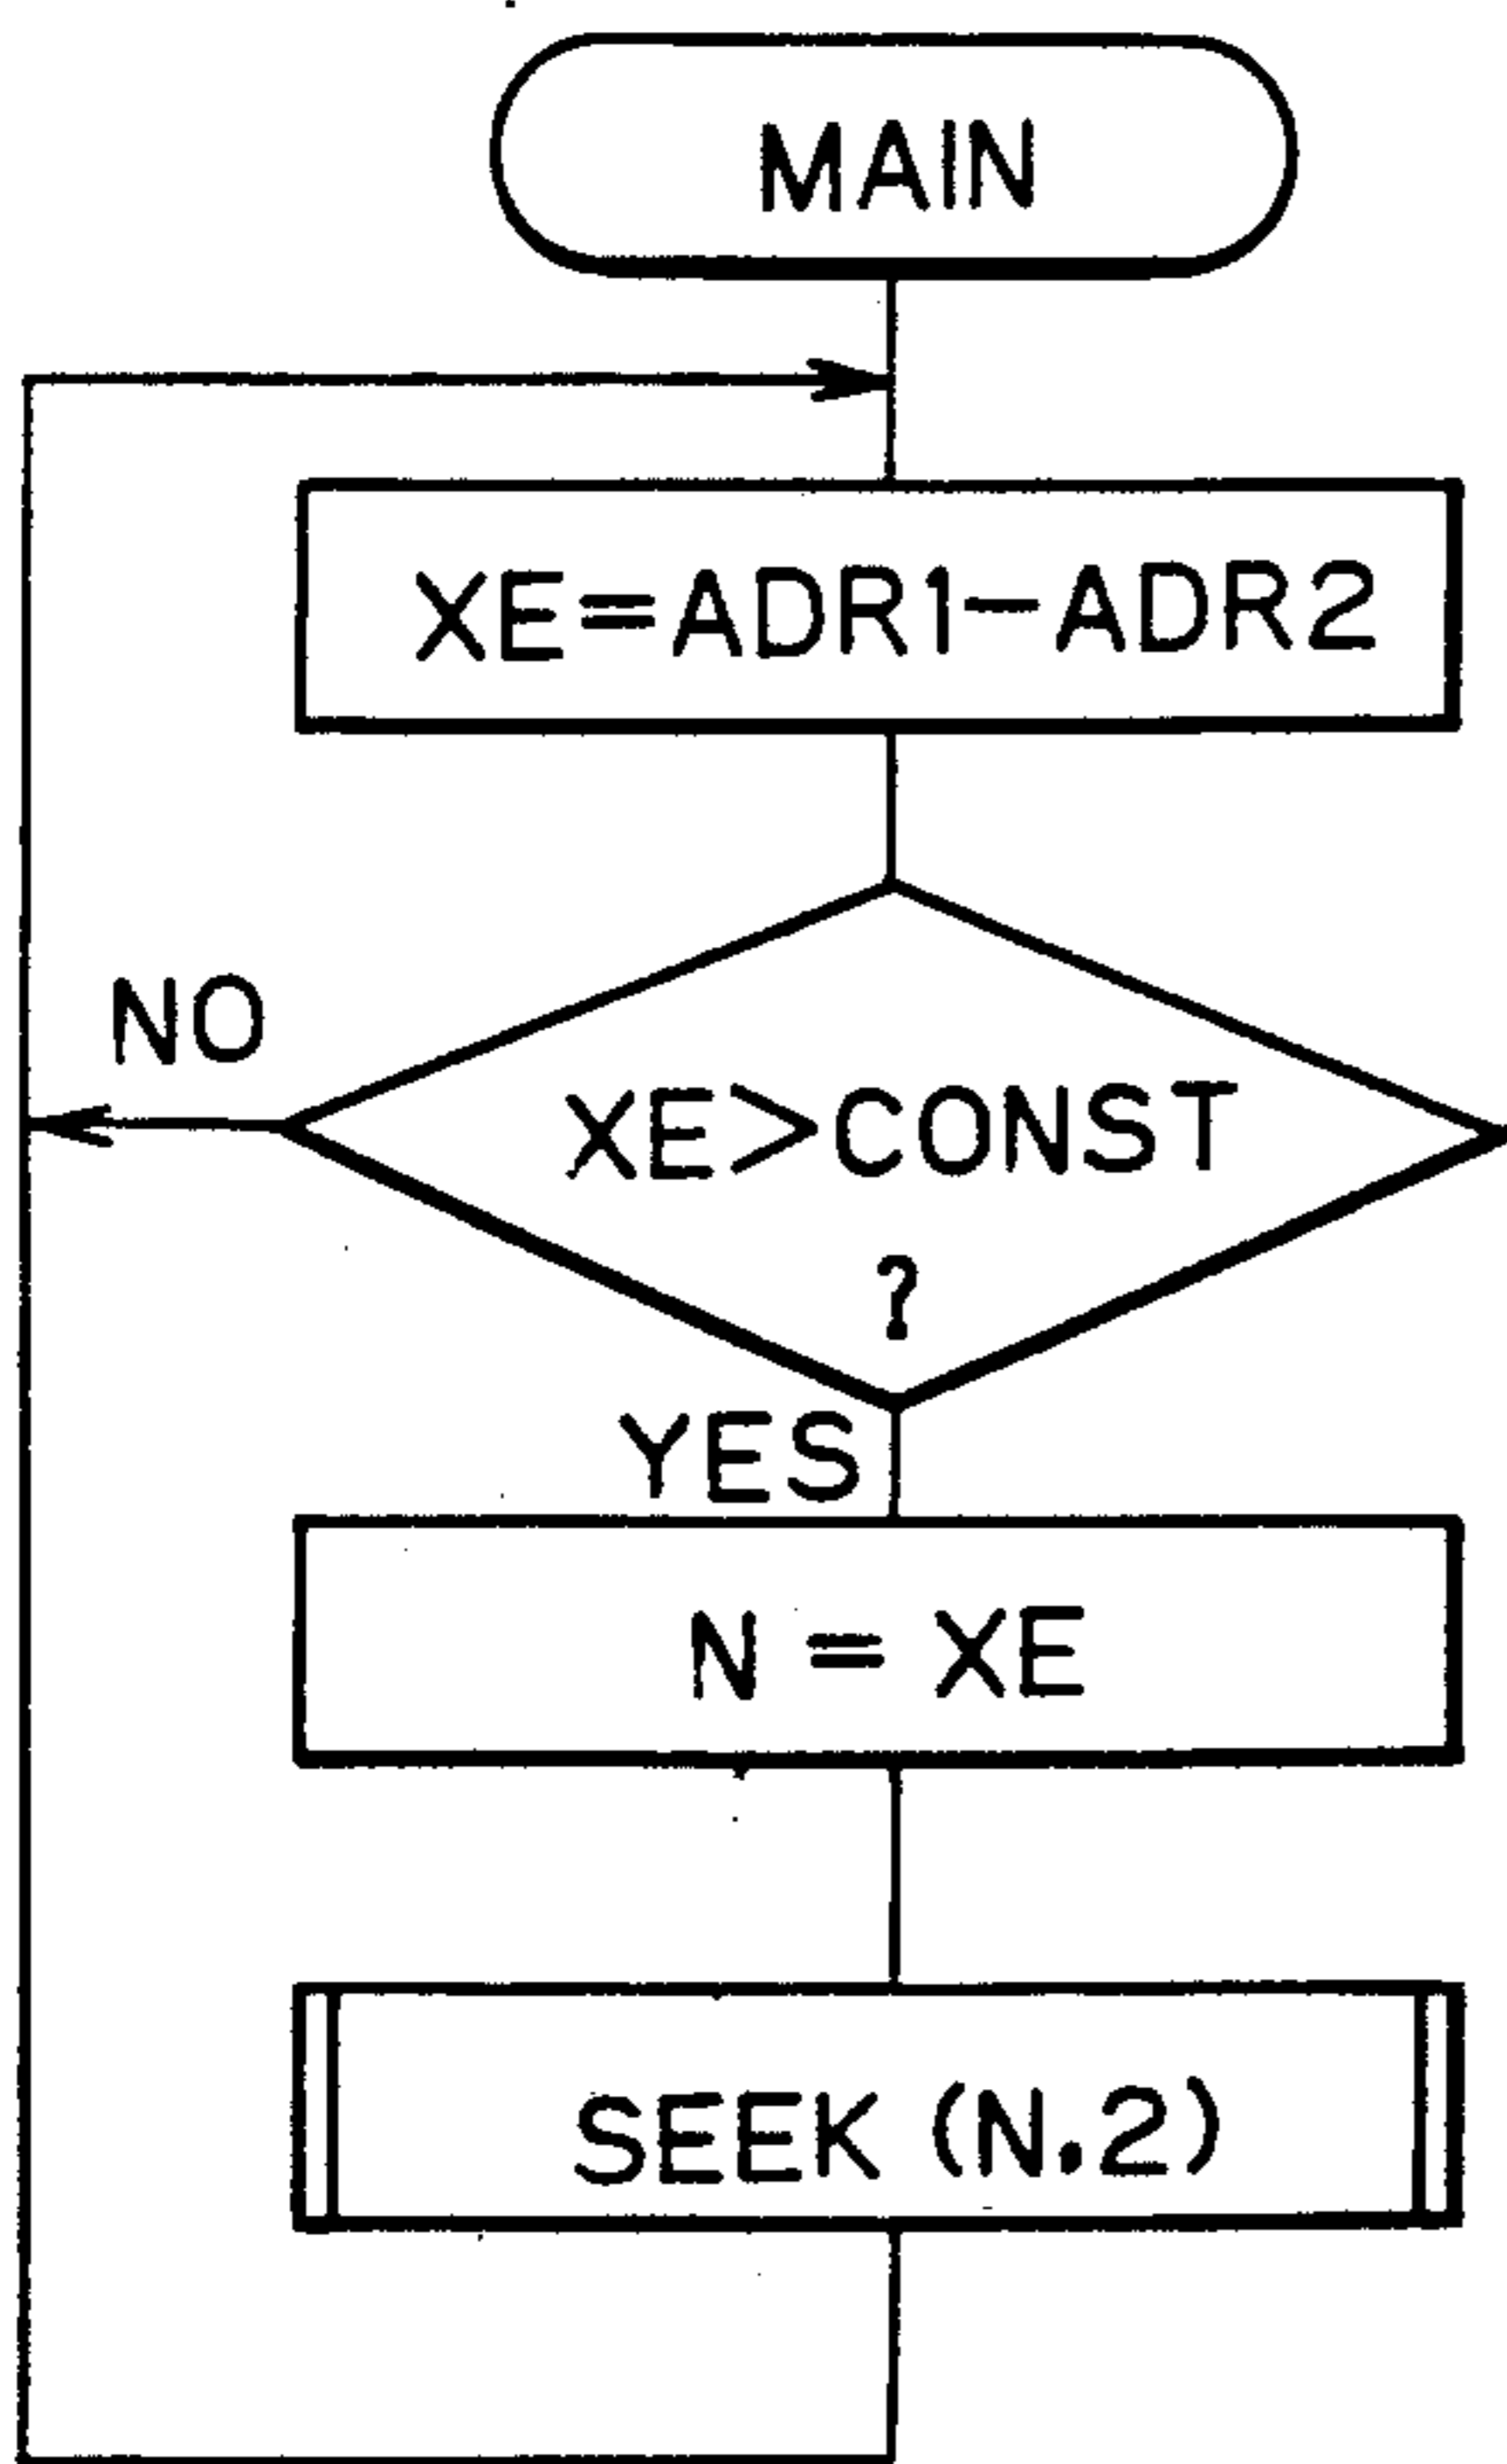 MAIN
XE=ADR1-ADR2
NO
XE>CONST
?
YES
N = XE
SEEK (N.2)